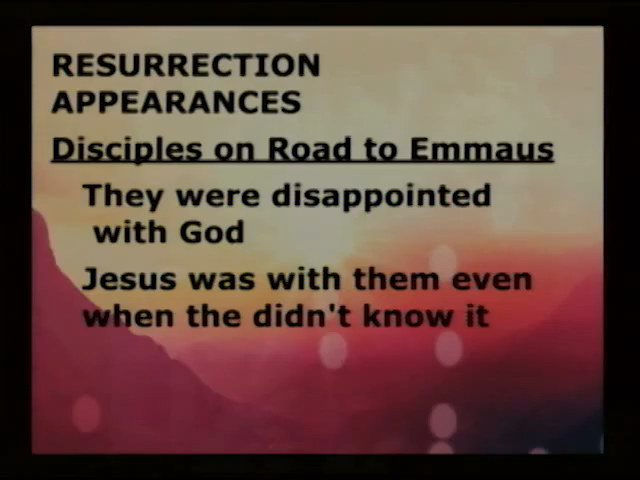 RESURRECTION
APPEARANCES
Disciples on Road to Emmaus
They were disappointed
with God
Jesus was with them even
when the didn't know it